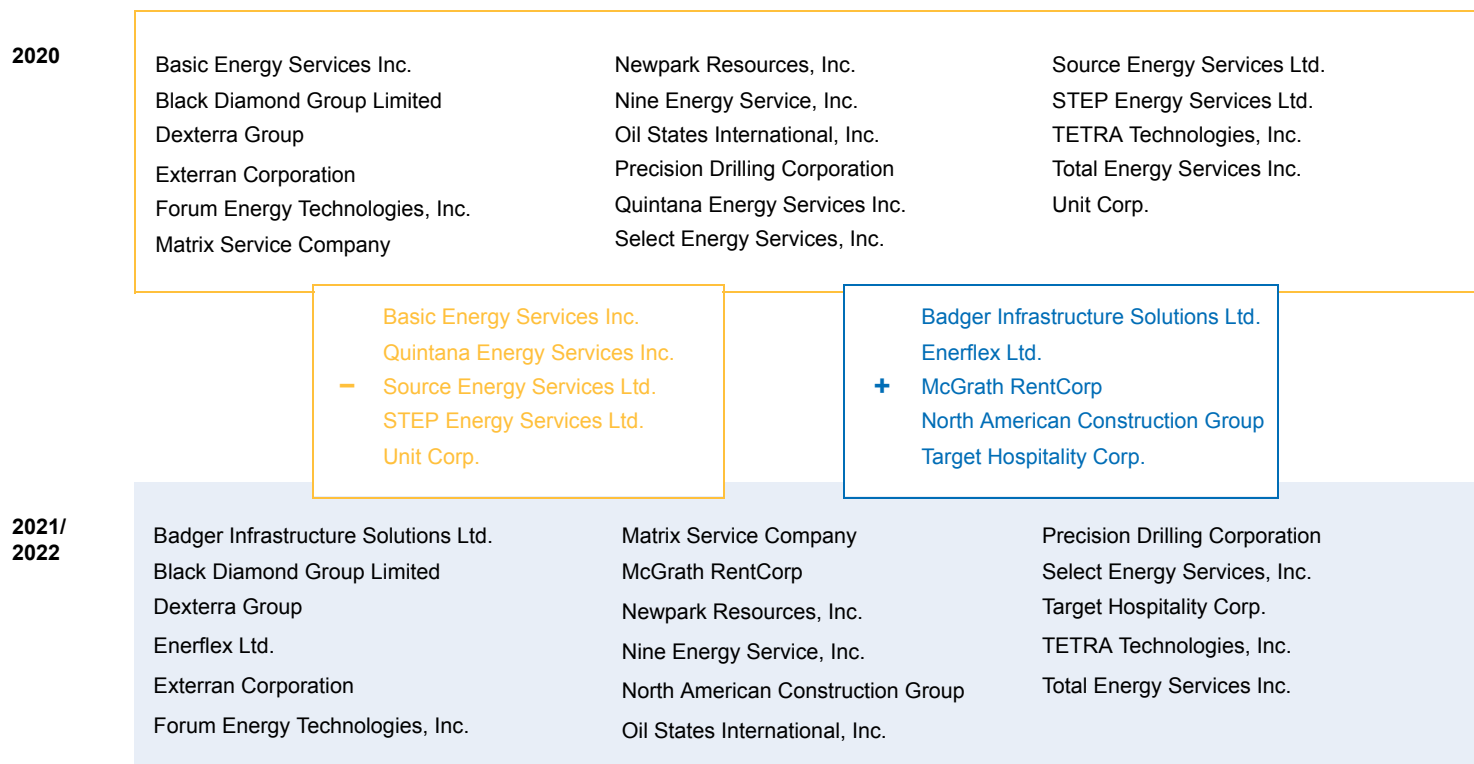 2020
Basic Energy Services Inc.
Black Diamond Group Limited
Dexterra Group
Exterran Corporation
Forum Energy Technologies, Inc.
Matrix Service Company
Newpark Resources, Inc.
Nine Energy Service, Inc.
Oil States International, Inc.
Precision Drilling Corporation
Quintana Energy Services Inc.
Select Energy Services, Inc.
Source Energy Services Ltd.
STEP Energy Services Ltd.
TETRA Technologies, Inc.
Total Energy Services Inc.
Unit Corp.
Basic Energy Services Inc.
Quintana Energy Services Inc.
− Source Energy Services Ltd.
STEP Energy Services Ltd.
Unit Corp.
Badger Infrastructure Solutions Ltd.
Enerflex Ltd.
+ McGrath RentCorp
North American Construction Group
Target Hospitality Corp.
2021/
2022
Badger Infrastructure Solutions Ltd.
Black Diamond Group Limited
Dexterra Group
Enerflex Ltd.
Exterran Corporation
Forum Energy Technologies, Inc.
Matrix Service Company
McGrath RentCorp
Newpark Resources, Inc.
Nine Energy Service, Inc.
North American Construction Group
Oil States International, Inc.
Precision Drilling Corporation
Select Energy Services, Inc.
Target Hospitality Corp.
TETRA Technologies, Inc.
Total Energy Services Inc.